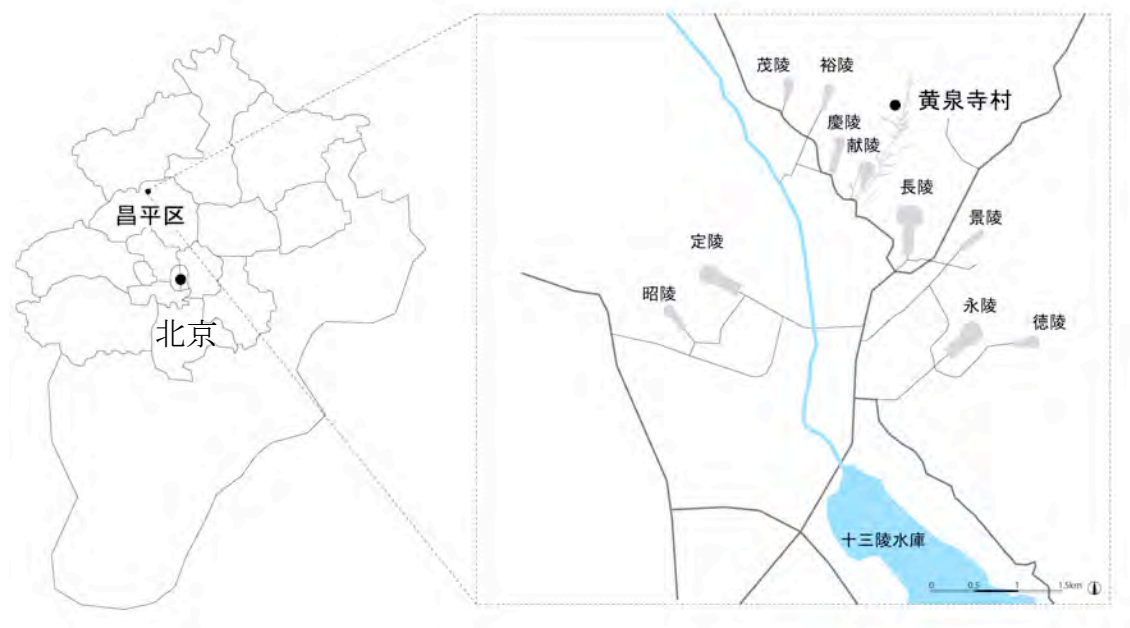 昌平区
北京
茂陵
裕陵
黄泉寺村
慶陵
献陵
長陵
景陵
定陵
昭陵
永陵
徳陵
十三陵水庫
0 0.5 1 1.5km